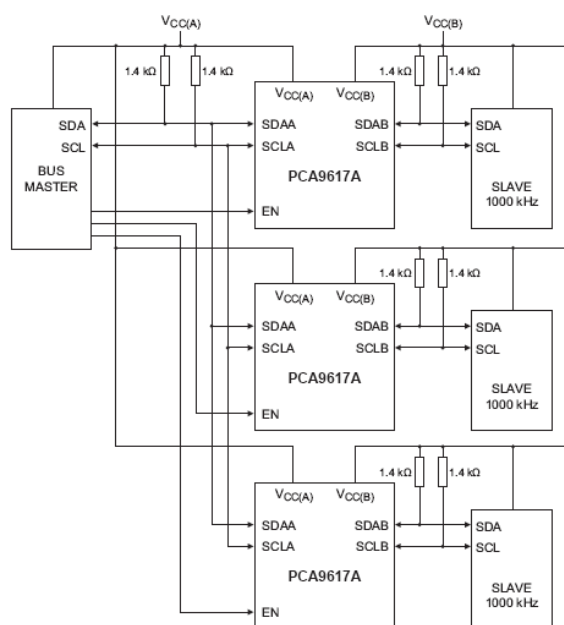 VCC(A)
VCC(B)
1.4 kΩ
1.4 kΩ
1.4 kΩ
1.4 kΩ
VCC(A)
VCC(B)
SDA
SDAA
SDAB
SDA
SCL
SCLA
SCLB
SCL
BUS
MASTER
PCA9617A
SLAVE
1000 kHz
EN
1.4 kΩ
1.4 kΩ
VCC(A)
VCC(B)
SDAA
SDAB
SDA
SCLA
SCLB
SCL
PCA9617A
SLAVE
1000 kHz
EN
1.4 kΩ
1.4 kΩ
VCC(A)
VCC(B)
SDAA
SDAB
SDA
SCLA
SCLB
SCL
PCA9617A
SLAVE
1000 kHz
EN